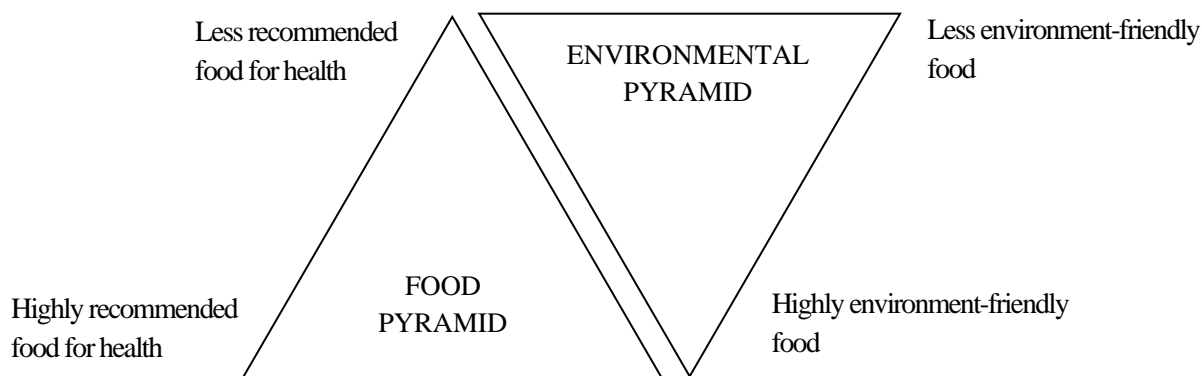 Less recommended
food for health
ENVIRONMENTAL
PYRAMID
Less environment-friendly
food
Highly recommended
food for health
FOOD
PYRAMID
Highly environment-friendly
food